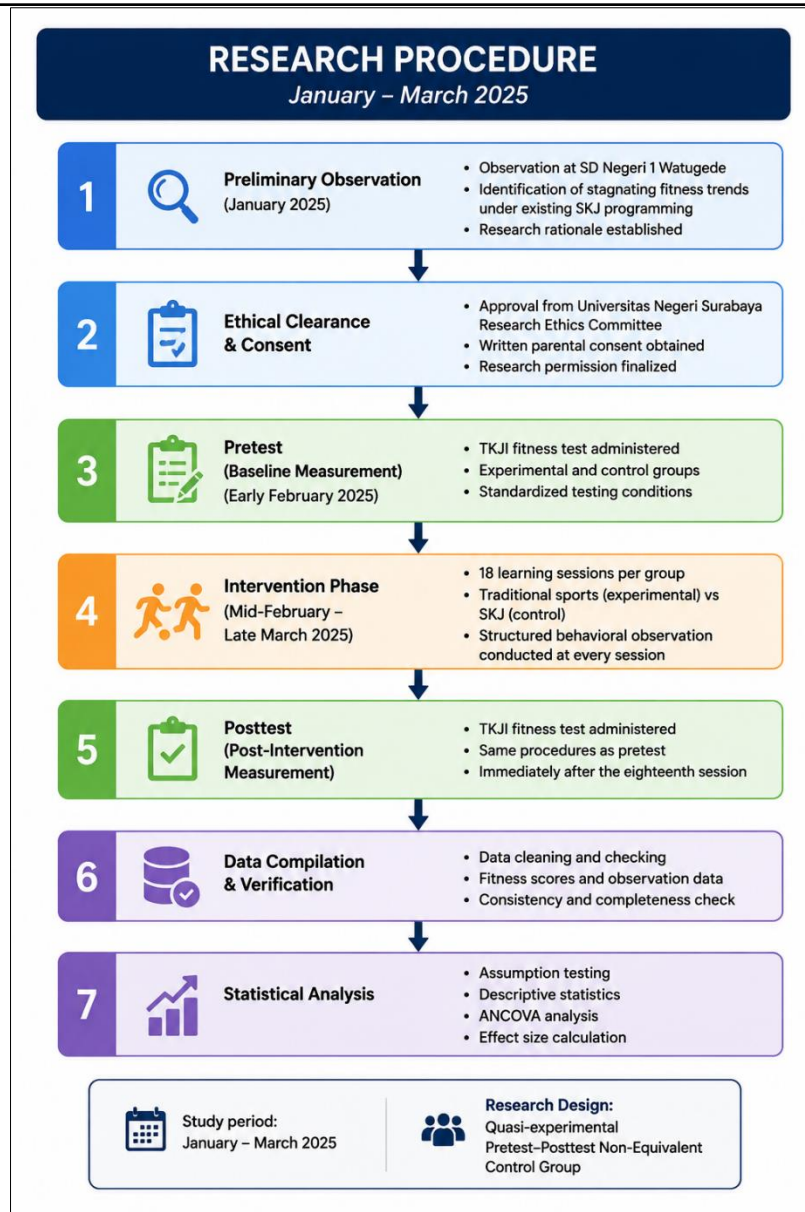 RESEARCH PROCEDURE
January – March 2025
1
Preliminary Observation
(January 2025)
• Observation at SD Negeri 1 Watugede
• Identification of stagnating fitness trends
under existing SKJ programming
• Research rationale established
2
Ethical Clearance
& Consent
• Approval from Universitas Negeri Surabaya
Research Ethics Committee
• Written parental consent obtained
• Research permission finalized
3
Pretest
(Baseline Measurement)
(Early February 2025)
• TKJI fitness test administered
• Experimental and control groups
• Standardized testing conditions
4
Intervention Phase
(Mid-February –
Late March 2025)
• 18 learning sessions per group
• Traditional sports (experimental) vs
SKJ (control)
• Structured behavioral observation
conducted at every session
5
Posttest
(Post-Intervention
Measurement)
• TKJI fitness test administered
• Same procedures as pretest
• Immediately after the eighteenth session
6
Data Compilation
& Verification
• Data cleaning and checking
• Fitness scores and observation data
• Consistency and completeness check
7
Statistical Analysis
• Assumption testing
• Descriptive statistics
• ANCOVA analysis
• Effect size calculation
Study period:
January – March 2025
Research Design:
Quasi-experimental
Pretest–Posttest Non-Equivalent
Control Group